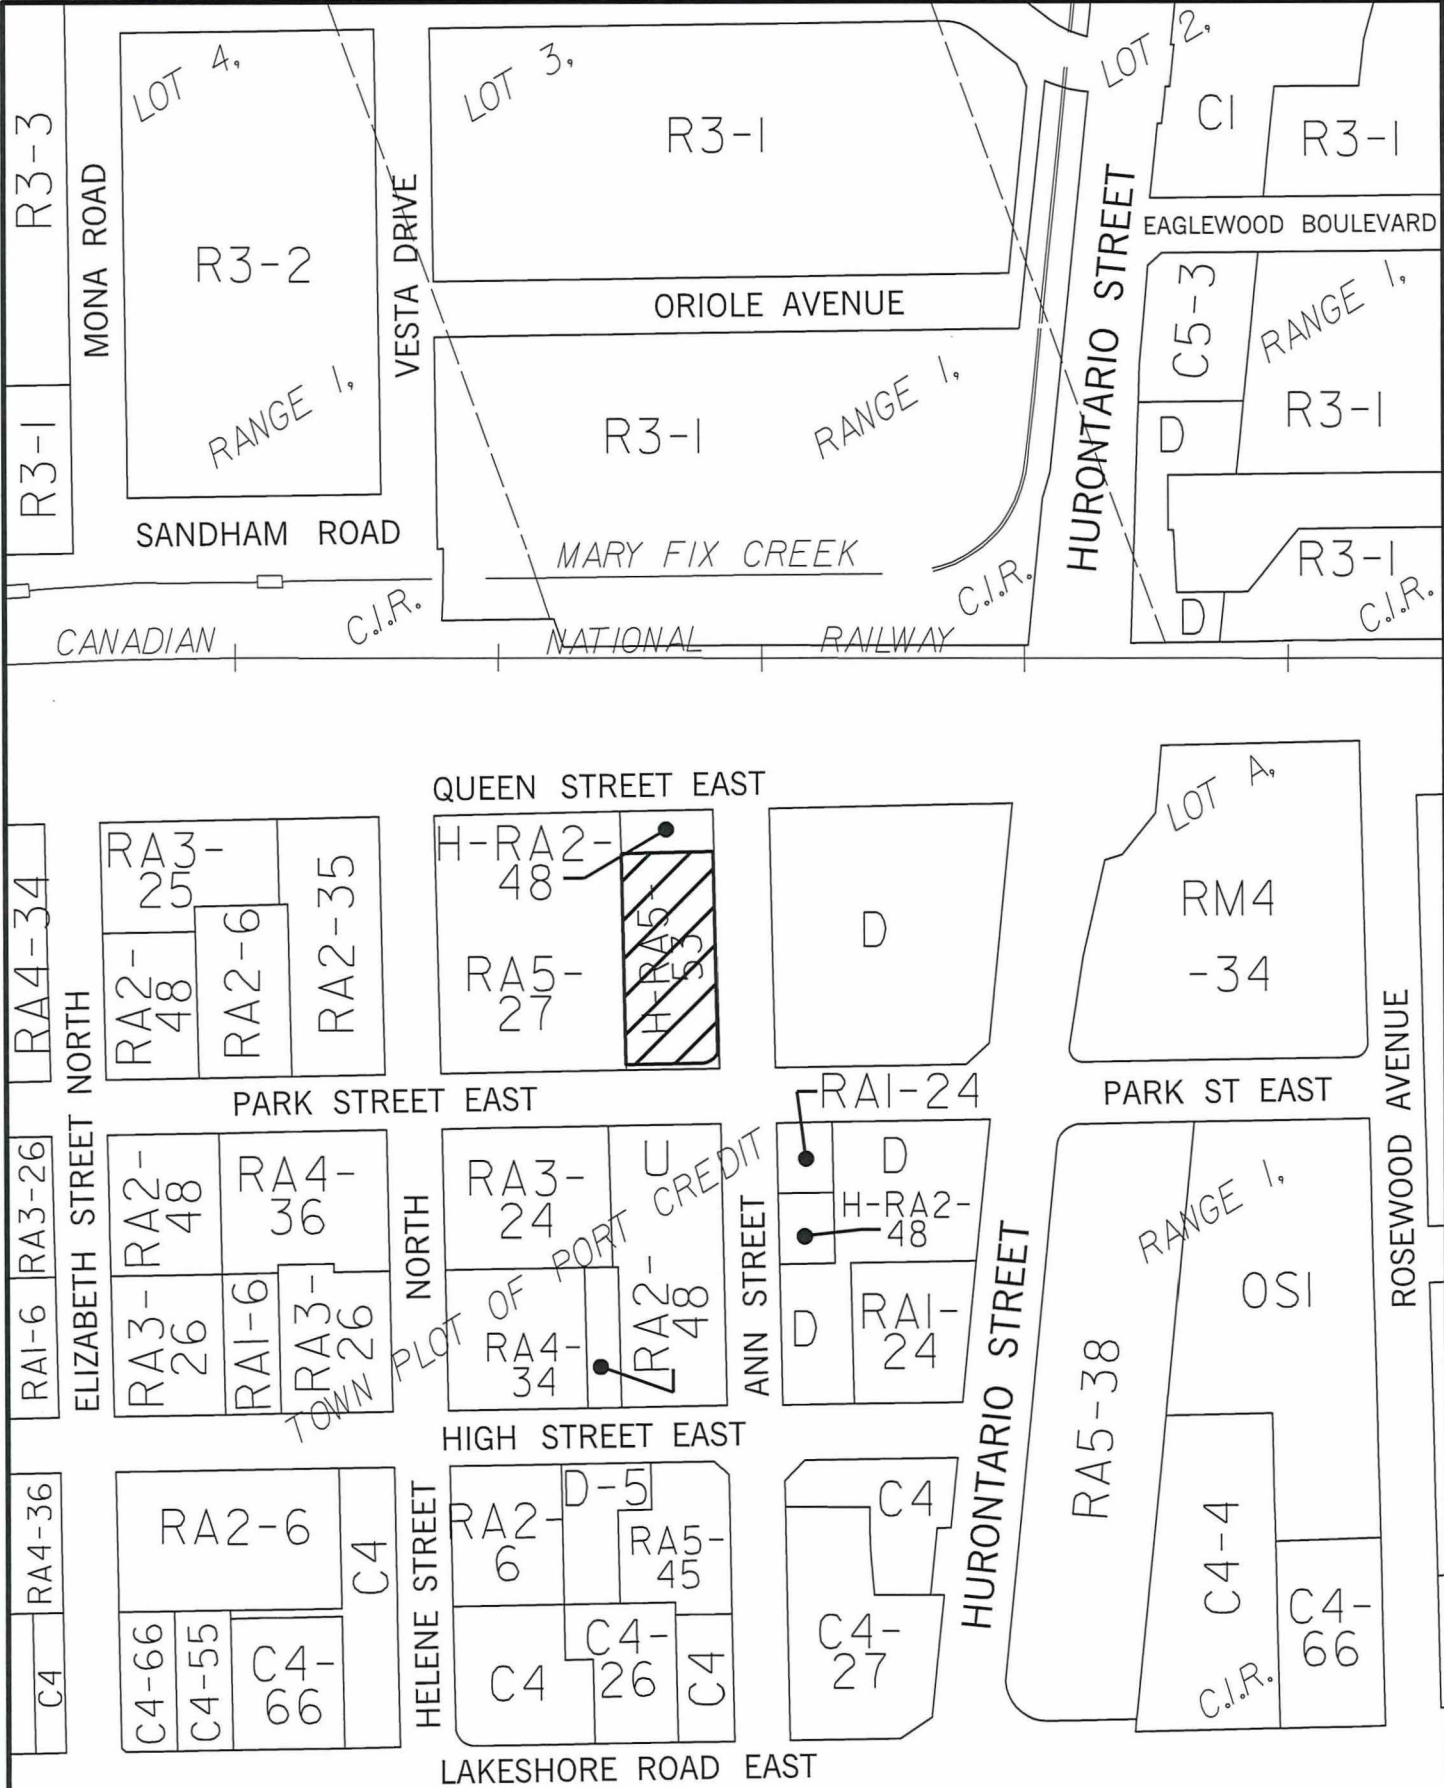 LOT 4,
LOT 3,
LOT 2,
R3-3
R3-1
C1
R3-1
MONA ROAD
VESTA DRIVE
EAGLEWOOD BOULEVARD
R3-2
ORIOLE AVENUE
HURONTARIO STREET
C5-3
RANGE 1,
RANGE 1,
R3-1
RANGE 1,
R3-1
D
R3-1
SANDHAM ROAD
MARY FIX CREEK
R3-1
C.I.R.
C.I.R.
C.I.R.
D
CANADIAN NATIONAL RAILWAY
QUEEN STREET EAST
LOT A,
RA4-34
RA3-
25
RA2-35
H-RA2-
48
H-RA5-
53
D
RM4
-34
RA2-
48
RA2-6
RA5-
27
ELIZABETH STREET NORTH
PARK STREET EAST
RA1-24
PARK ST EAST
ROSEWOOD AVENUE
RA3-26
RA2-
48
RA4-
36
RA3-
24
U
D
H-RA2-
48
RANGE 1,
NORTH
TOWN PLOT OF PORT CREDIT
ANN STREET
HURONTARIO STREET
OS1
RA1-6
RA3-
26
RA1-6
RA3-
26
RA4-
34
RA2-
48
D
RA1-
24
RA5-38
HIGH STREET EAST
RA4-36
RA2-6
C4
HELENE STREET
RA2-
6
D-5
RA5-
45
C4
C4-4
C4
C4-66
C4-55
C4-
66
C4
C4-
26
C4
C4-
27
C4-
66
C.I.R.
LAKESHORE ROAD EAST